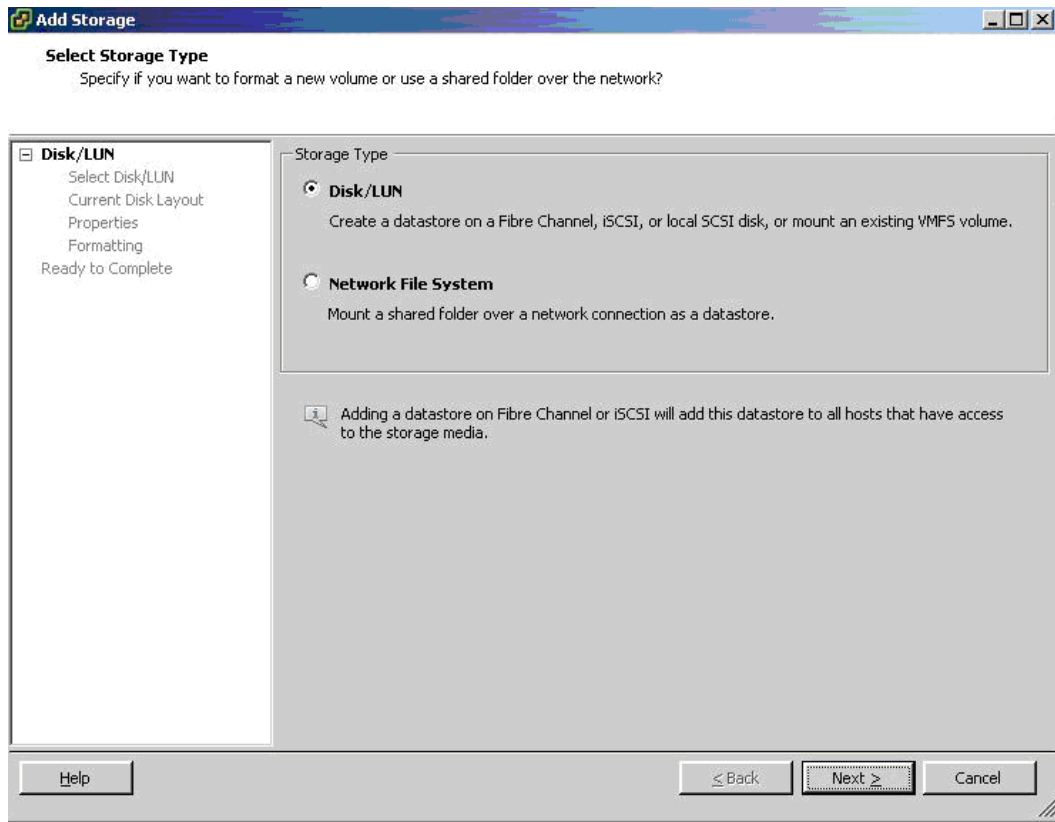 Add Storage
Select Storage Type
Specify if you want to format a new volume or use a shared folder over the network?
Disk/LUN
Select Disk/LUN
Current Disk Layout
Properties
Formatting
Ready to Complete
Storage Type
Disk/LUN
Create a datastore on a Fibre Channel, iSCSI, or local SCSI disk, or mount an existing VMFS volume.
Network File System
Mount a shared folder over a network connection as a datastore.
Adding a datastore on Fibre Channel or iSCSI will add this datastore to all hosts that have access
to the storage media.
Help
< Back
Next >
Cancel